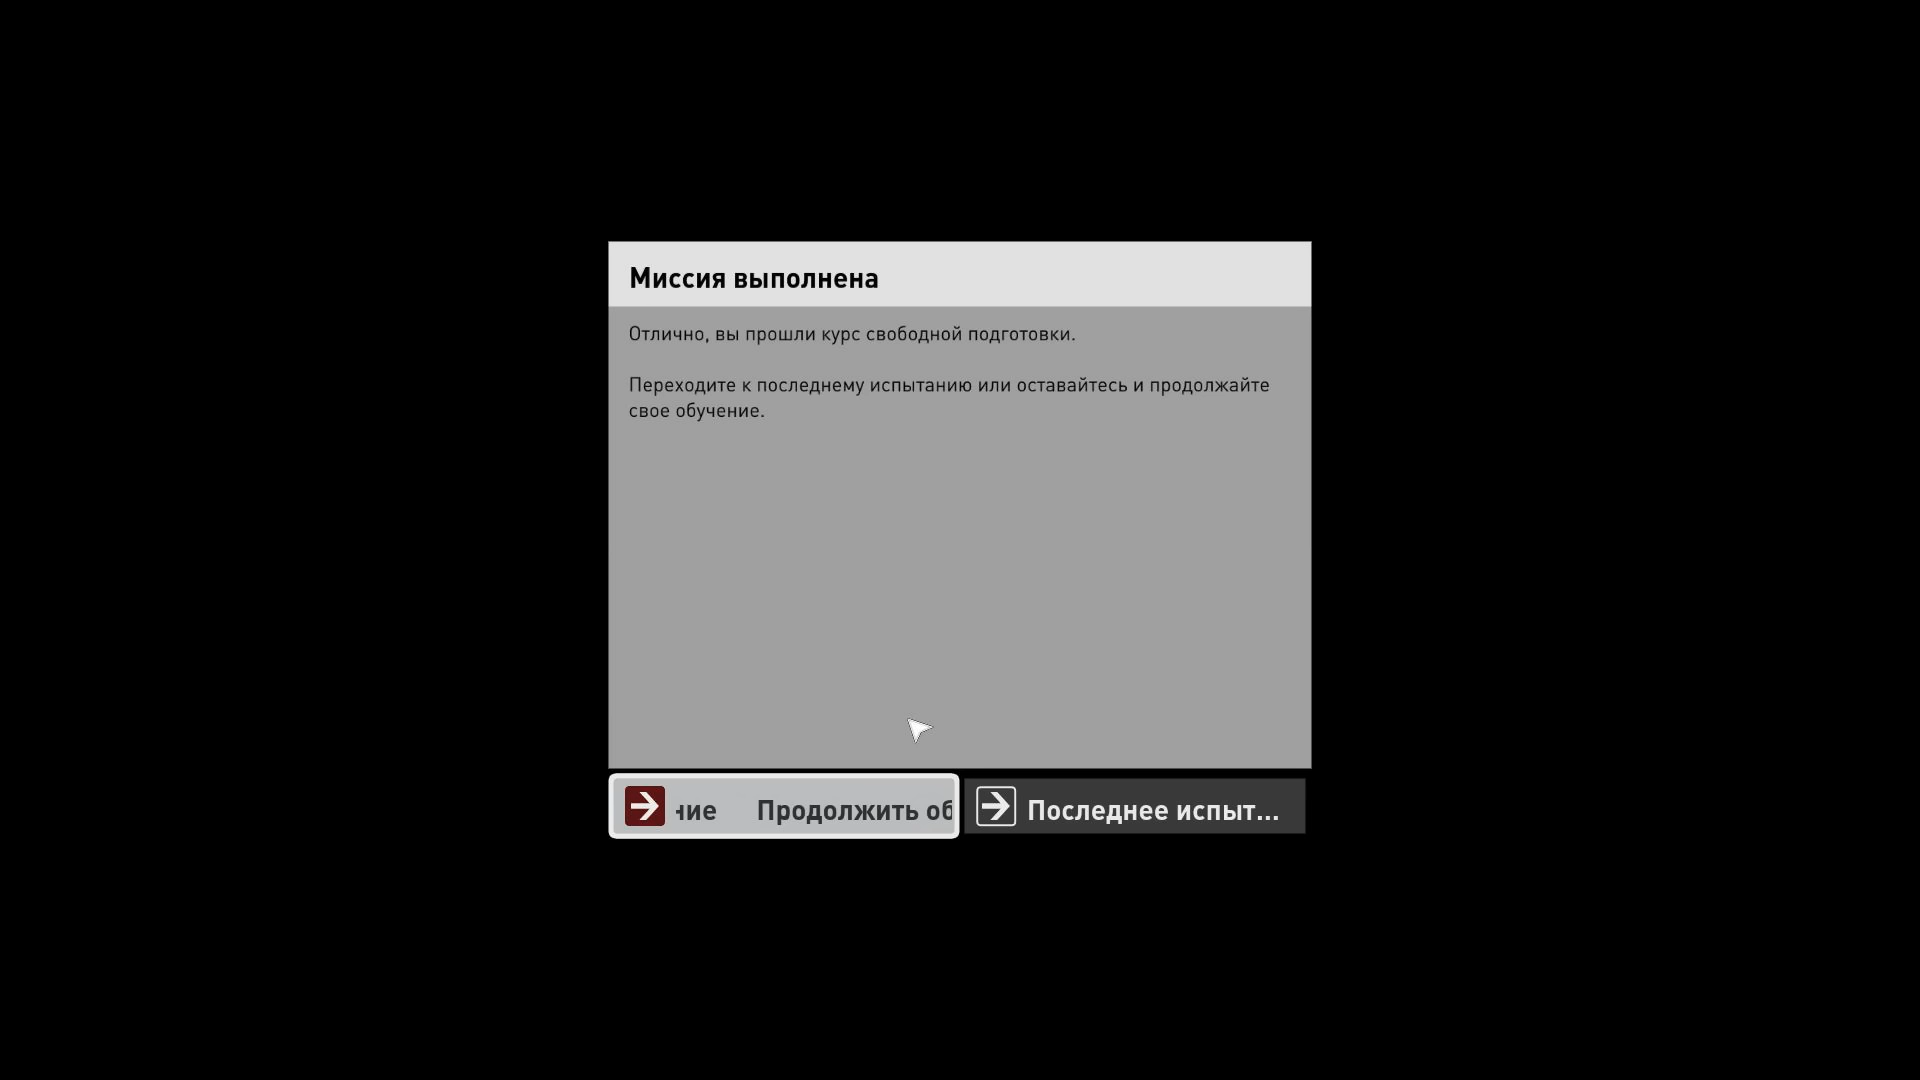 Миссия выполнена
Отлично, вы прошли курс свободной подготовки.
Переходите к последнему испытанию или оставайтесь и продолжайте
свое обучение.
ние Продолжить об
Последнее испыт...